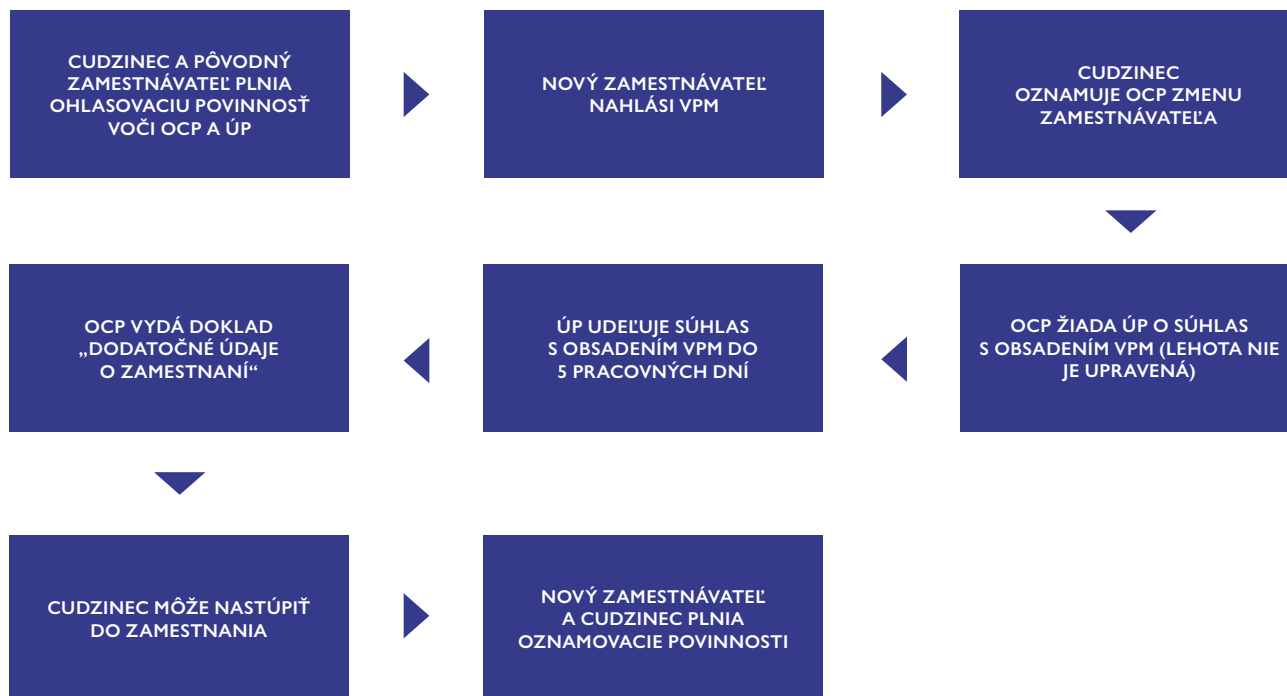 CUDZINEC A PÔVODNÝ
ZAMESTNÁVATEĽ PLNIA
OHLASOVACIU POVINNOSŤ
VOČI OCP A ÚP
NOVÝ ZAMESTNÁVATEĽ
NAHLÁSI VPM
CUDZINEC
OZNAMUJE OCP ZMENU
ZAMESTNÁVATEĽA
OCP ŽIADA ÚP O SÚHLAS
S OBSADENÍM VPM (LEHOTA NIE
JE UPRAVENÁ)
ÚP UDEĽUJE SÚHLAS
S OBSADENÍM VPM DO
5 PRACOVNÝCH DNÍ
OCP VYDÁ DOKLAD
„DODATOČNÉ ÚDAJE
O ZAMESTNANÍ“
CUDZINEC MÔŽE NASTÚPIŤ
DO ZAMESTNANIA
NOVÝ ZAMESTNÁVATEĽ
A CUDZINEC PLNIA
OZNAMOVACIE POVINNOSTI